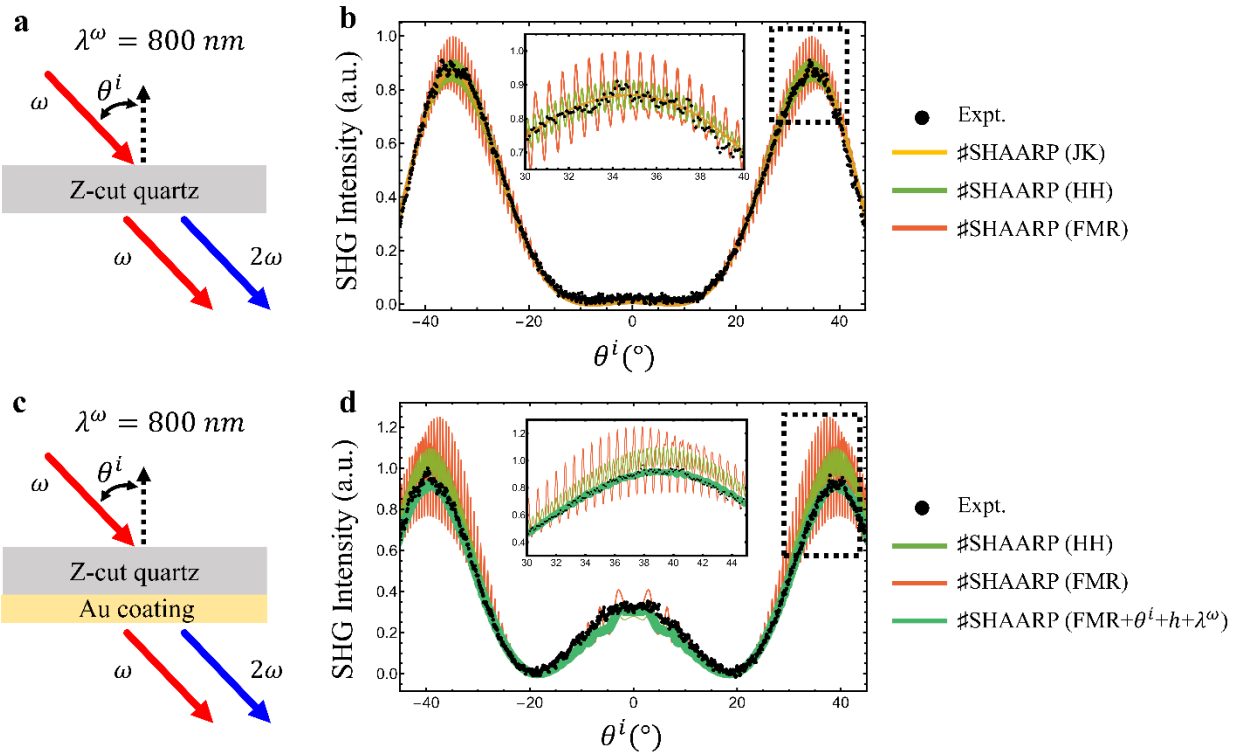 a
λ^ω = 800 nm
ω
θ^i
Z-cut quartz
ω
2ω
b
SHG Intensity (a.u.)
1.0
0.8
0.6
0.4
0.2
0.0
1.0
0.9
0.8
0.7
30 32 34 36 38 40
−40 −20 0 20 40
θ^i(°)
Expt.
♯SHAARP (JK)
♯SHAARP (HH)
♯SHAARP (FMR)
c
λ^ω = 800 nm
ω
θ^i
Z-cut quartz
Au coating
ω
2ω
d
SHG Intensity (a.u.)
1.2
1.0
0.8
0.6
0.4
0.2
0.0
1.2
1.0
0.8
0.6
0.4
30 32 34 36 38 40 42 44
−40 −20 0 20 40
θ^i(°)
Expt.
♯SHAARP (HH)
♯SHAARP (FMR)
♯SHAARP (FMR+θ^i+h+λ^ω)